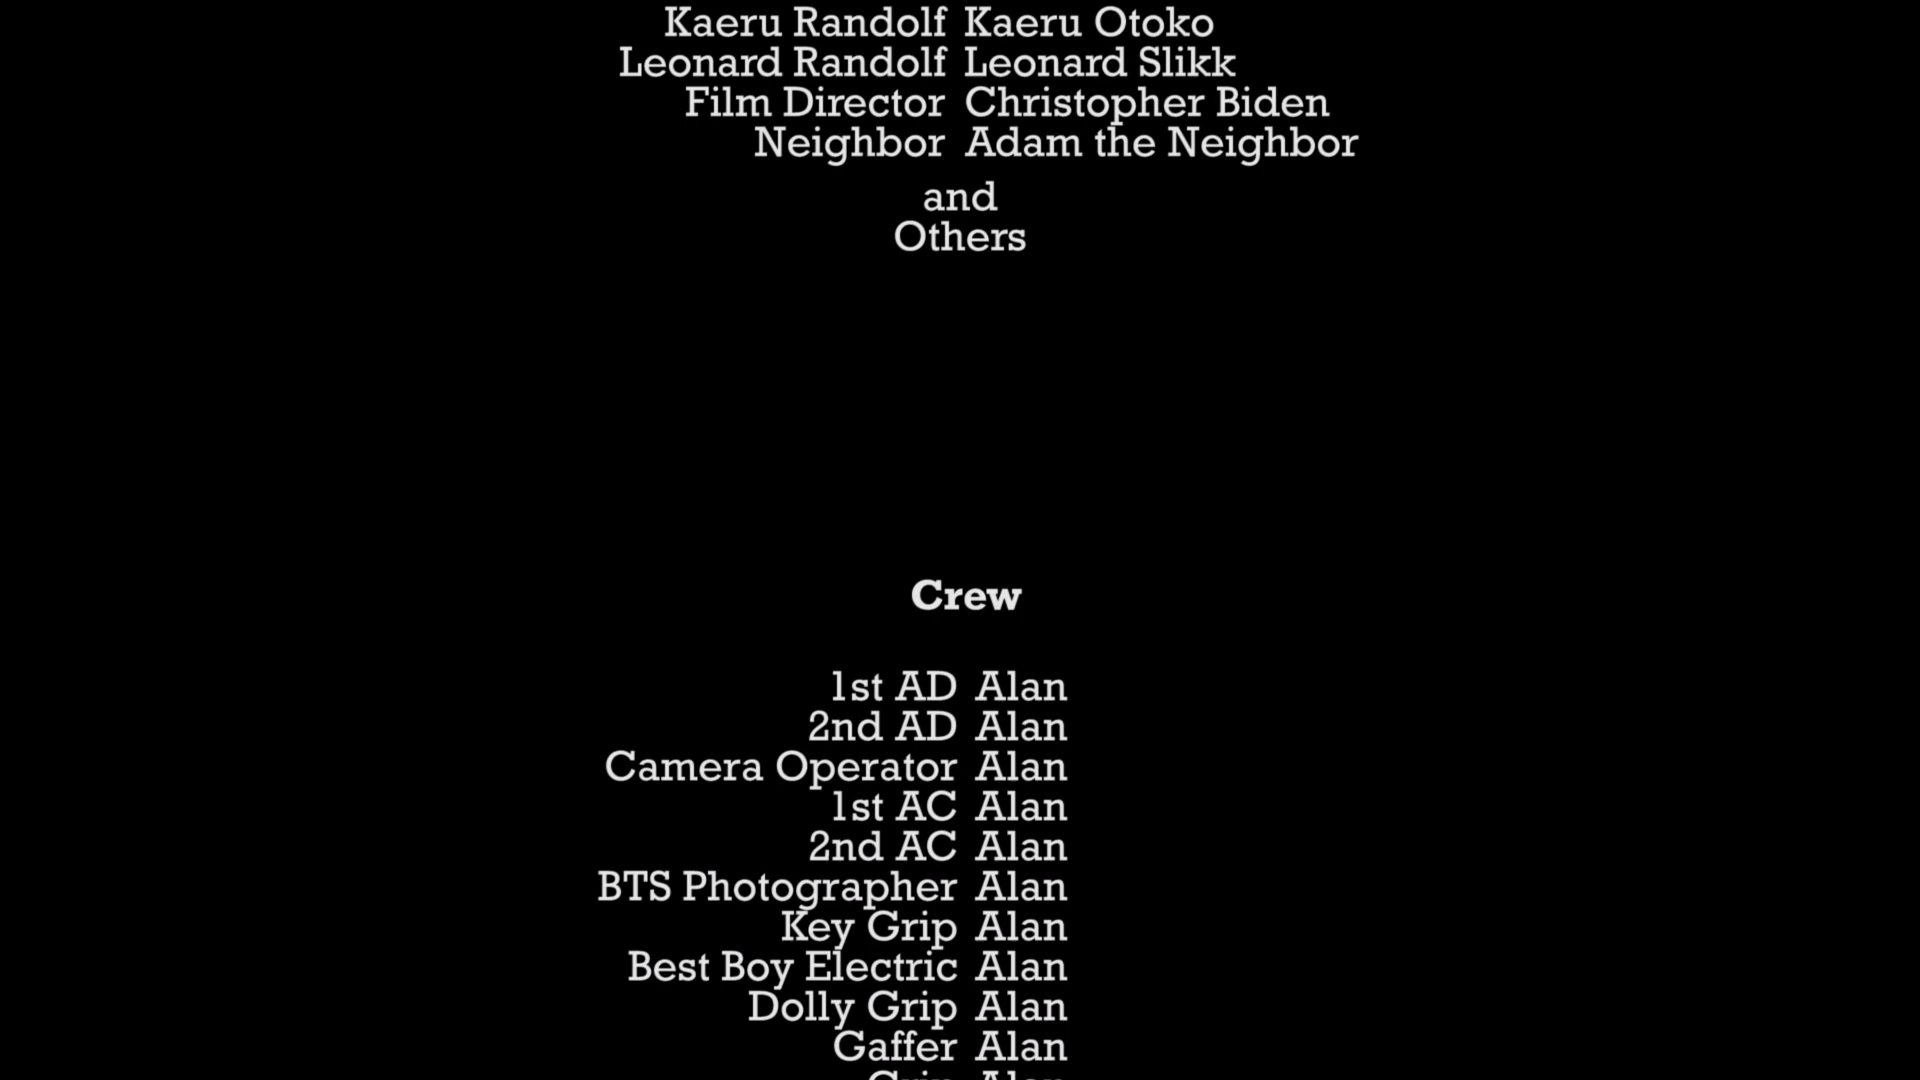 Kaeru Randolf Kaeru Otoko
Leonard Randolf Leonard Slikk
Film Director Christopher Biden
Neighbor Adam the Neighbor
and
Others
Crew
1st AD Alan
2nd AD Alan
Camera Operator Alan
1st AC Alan
2nd AC Alan
BTS Photographer Alan
Key Grip Alan
Best Boy Electric Alan
Dolly Grip Alan
Gaffer Alan
Grip Alan